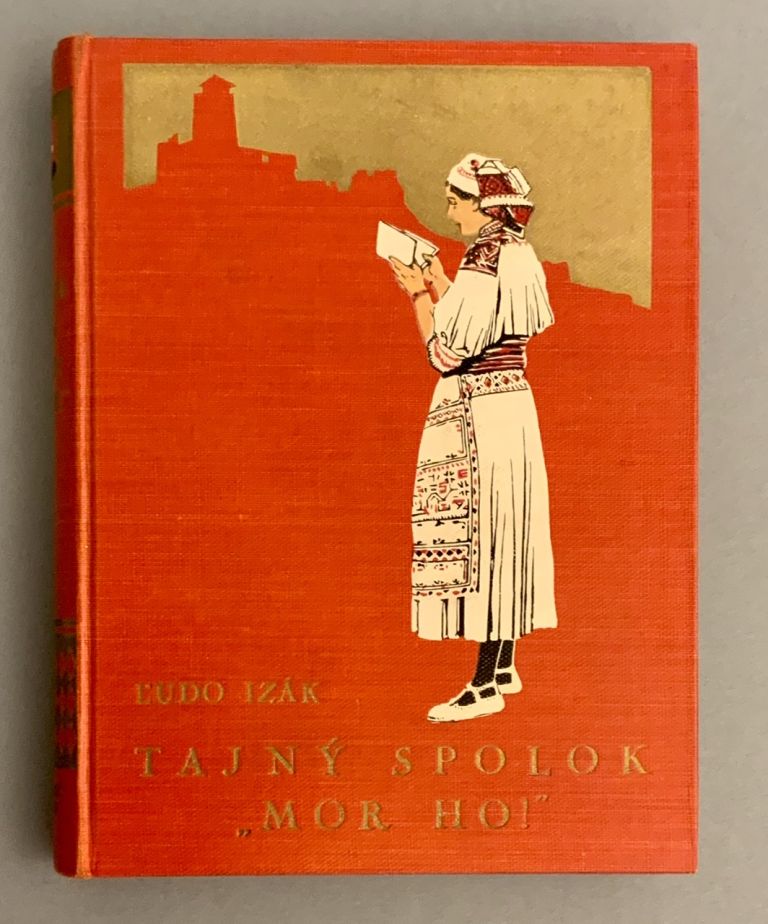 ĽUDO IZÁK
TAJNÝ SPOLOK
„MOR HO!"